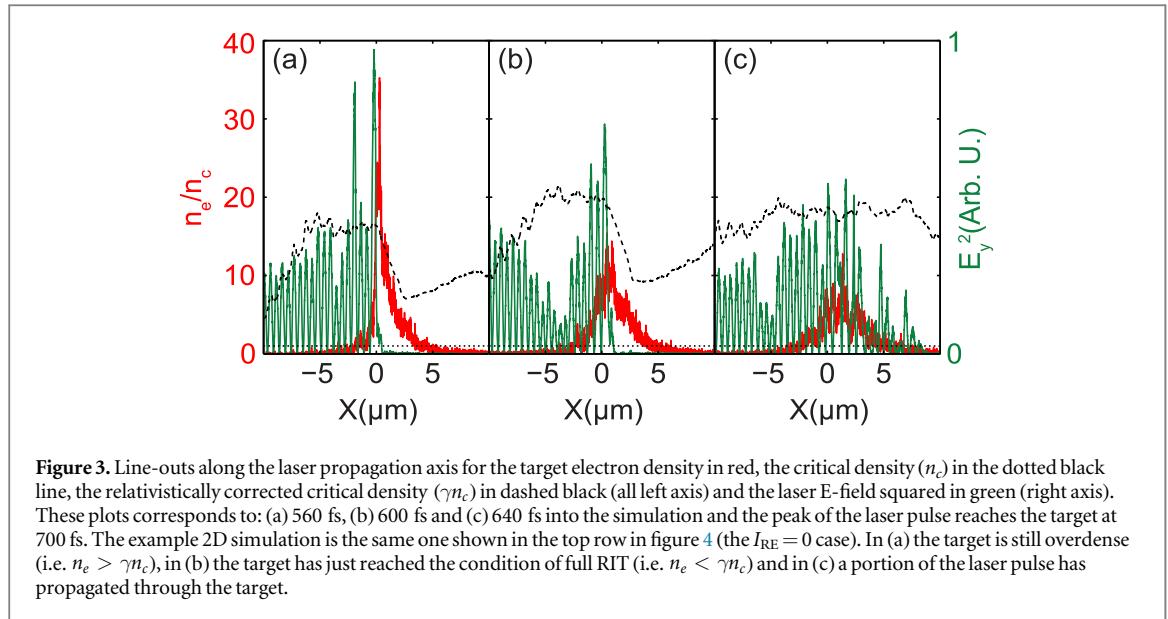 40
30
20
10
0
n_e/n_c
(a)
(b)
(c)
1
0
E_y^2(Arb. U.)
−5 0 5 −5 0 5 −5 0 5
X(μm) X(μm) X(μm)
Figure 3. Line-outs along the laser propagation axis for the target electron density in red, the critical density (n_c) in the dotted black
line, the relativistically corrected critical density (γn_c) in dashed black (all left axis) and the laser E-field squared in green (right axis).
These plots corresponds to: (a) 560 fs, (b) 600 fs and (c) 640 fs into the simulation and the peak of the laser pulse reaches the target at
700 fs. The example 2D simulation is the same one shown in the top row in figure 4 (the I_RE = 0 case). In (a) the target is still overdense
(i.e. n_e > γn_c), in (b) the target has just reached the condition of full RIT (i.e. n_e < γn_c) and in (c) a portion of the laser pulse has
propagated through the target.